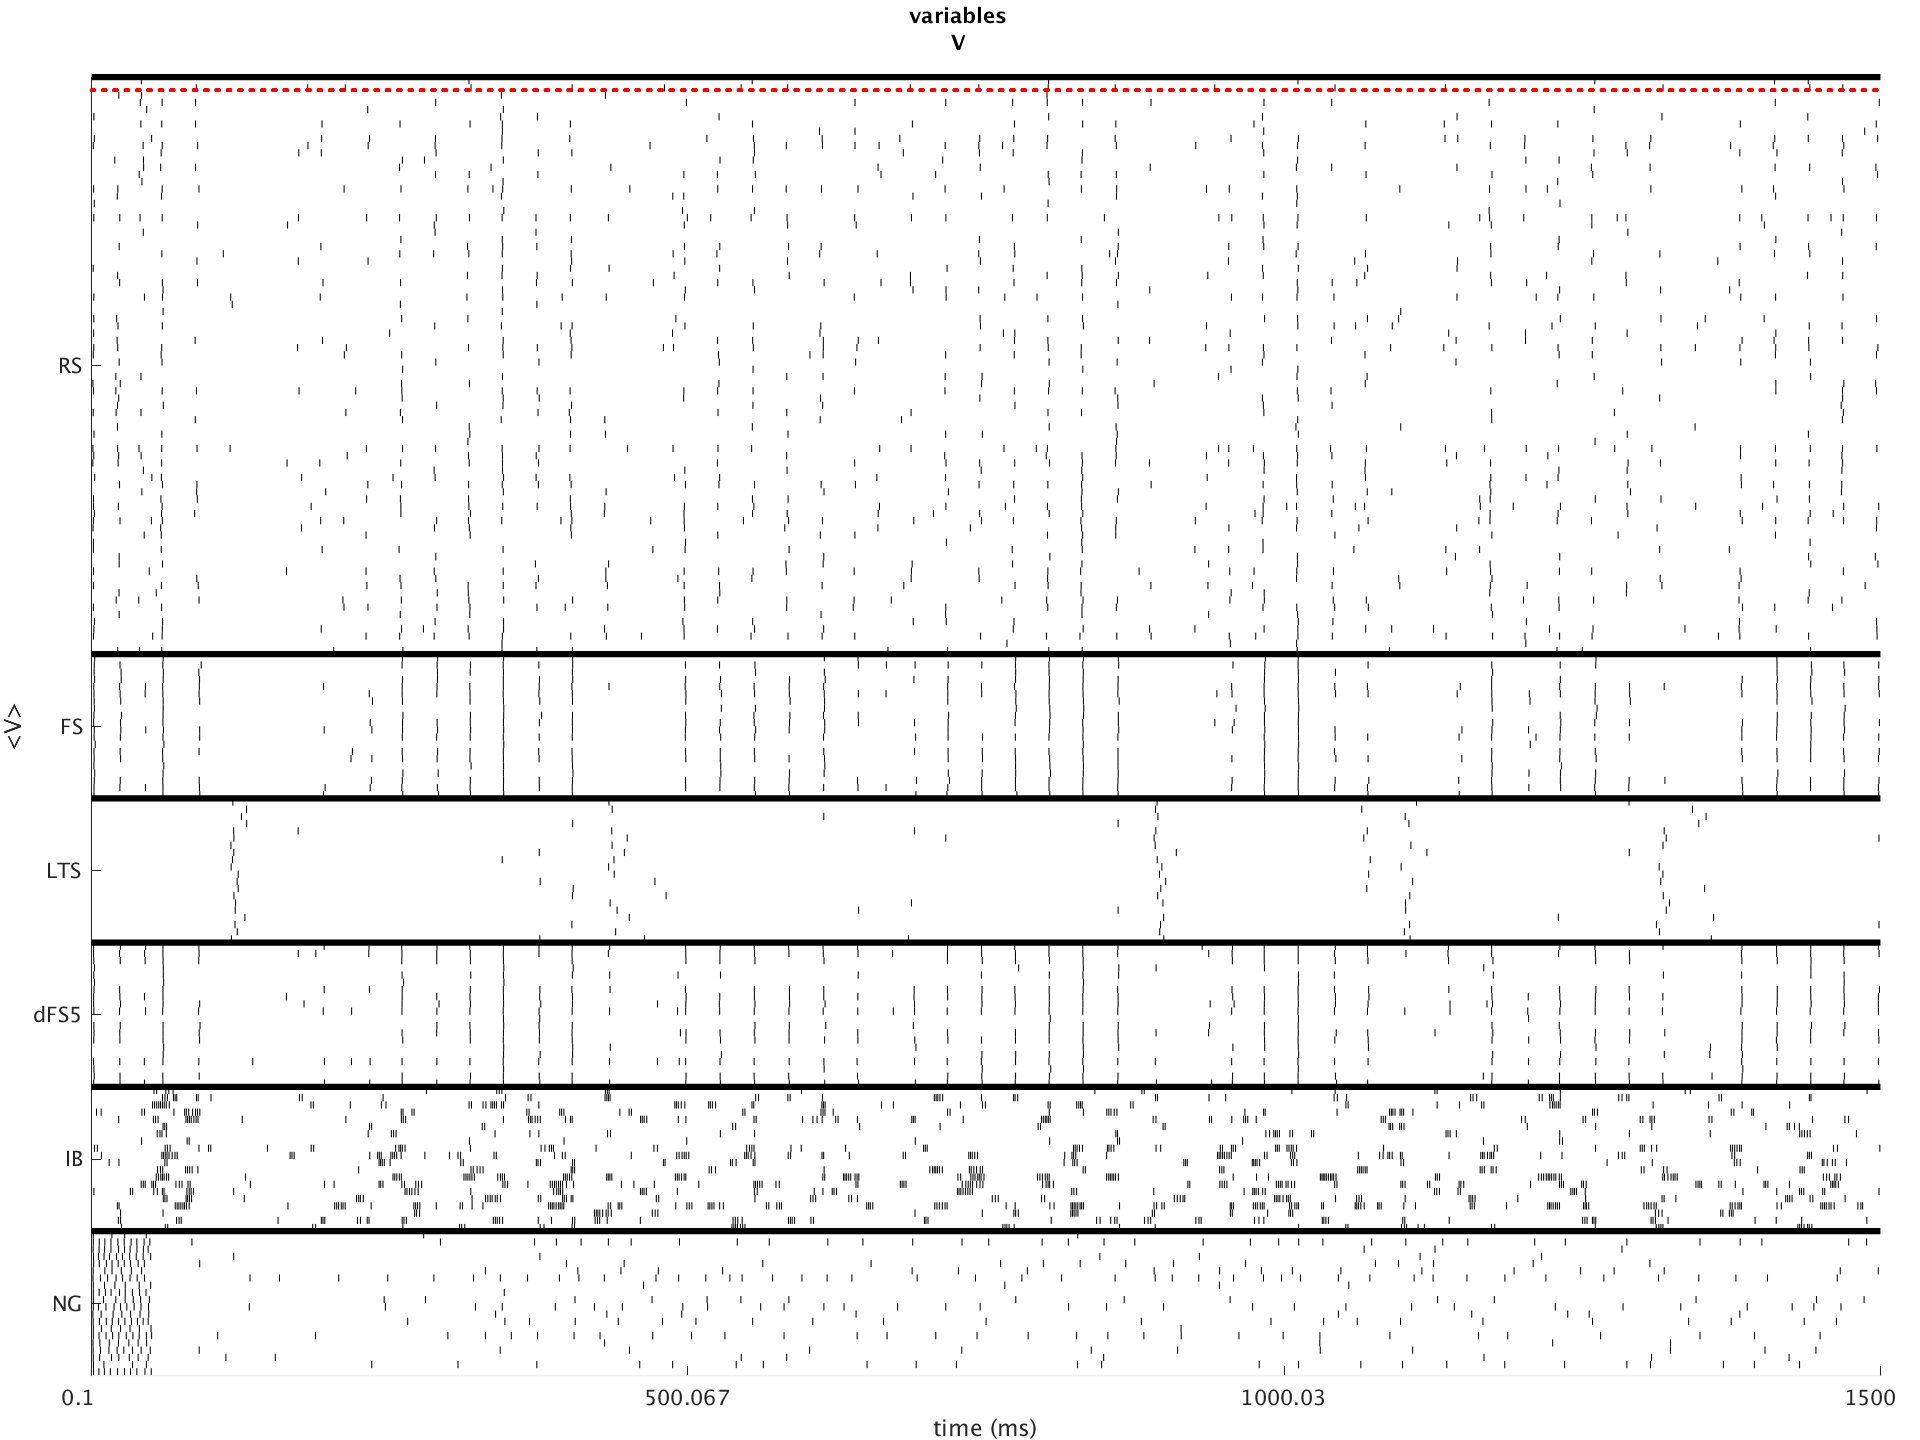 variables
V
RS
FS
<V>
LTS
dFS5
IB
NG
0.1
500.067
1000.03
1500
time (ms)